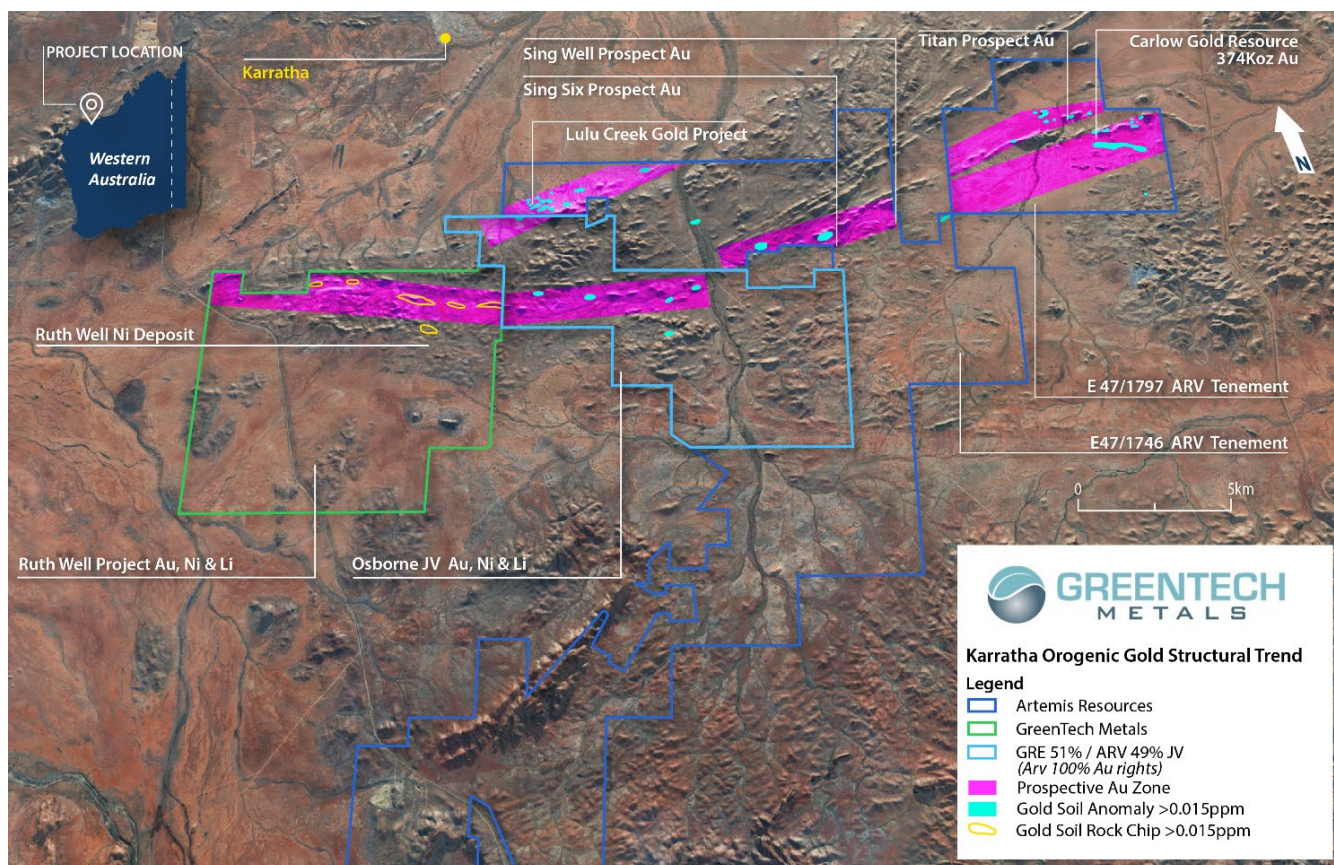 PROJECT LOCATION
Karratha
Western
Australia
Sing Well Prospect Au
Sing Six Prospect Au
Lulu Creek Gold Project
Titan Prospect Au
Carlow Gold Resource
374Koz Au
N
Ruth Well Ni Deposit
E 47/1797 ARV Tenement
E47/1746 ARV Tenement
0 5km
Ruth Well Project Au, Ni & Li
Osborne JV Au, Ni & Li
GREENTECH
METALS
Karratha Orogenic Gold Structural Trend
Legend
Artemis Resources
GreenTech Metals
GRE 51% / ARV 49% JV
(Arv 100% Au rights)
Prospective Au Zone
Gold Soil Anomaly >0.015ppm
Gold Soil Rock Chip >0.015ppm